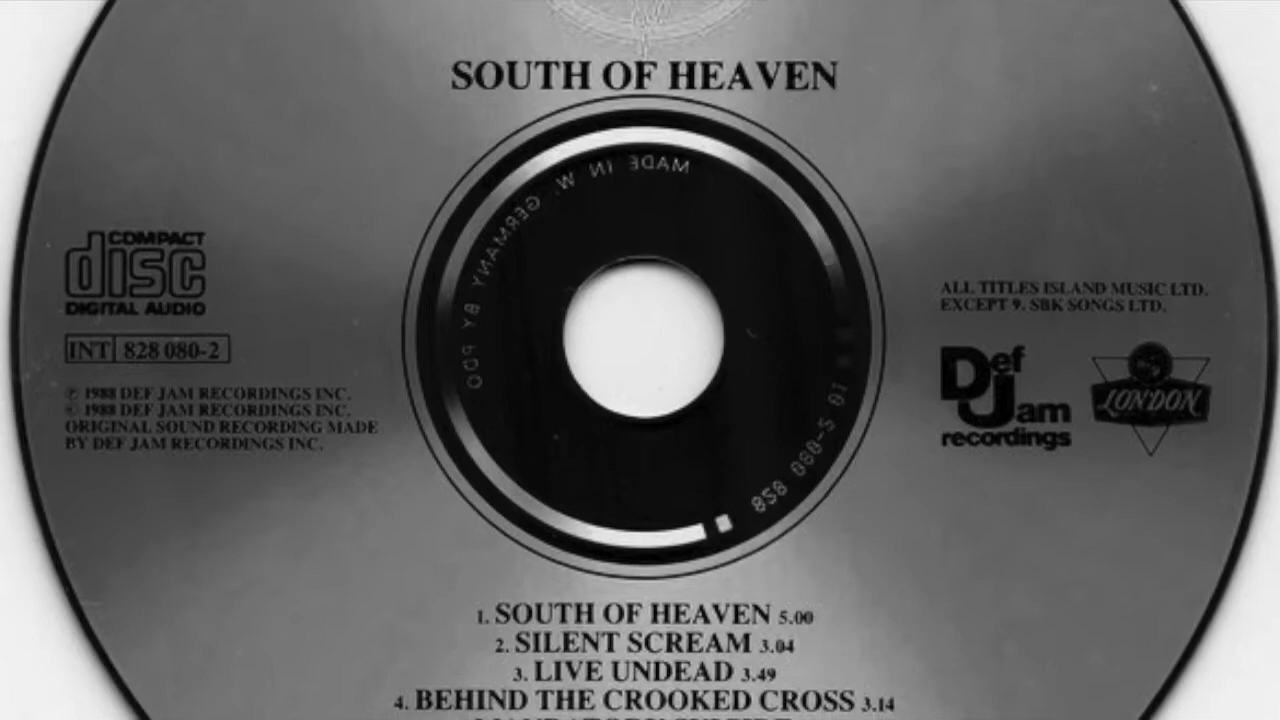 SOUTH OF HEAVEN
MADE IN W. GERMANY BY PDO
COMPACT
disc
DIGITAL AUDIO
INT 828 080-2
℗ 1988 DEF JAM RECORDINGS INC.
© 1988 DEF JAM RECORDINGS INC.
ORIGINAL SOUND RECORDING MADE
BY DEF JAM RECORDINGS INC.
ALL TITLES ISLAND MUSIC LTD.
EXCEPT 9. SBK SONGS LTD.
Def
Jam
recordings
LONDON
828 080-2 01
1. SOUTH OF HEAVEN 5.00
2. SILENT SCREAM 3.04
3. LIVE UNDEAD 3.49
4. BEHIND THE CROOKED CROSS 3.14